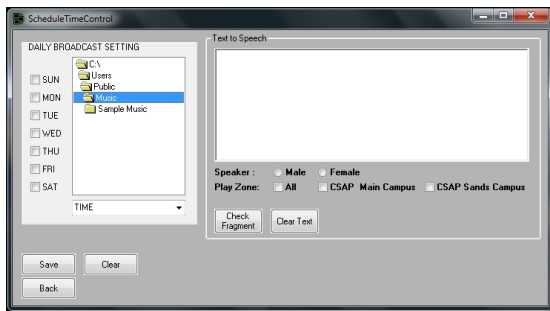 ScheduleTimeControl
DAILY BROADCAST SETTING
SUN
MON
TUE
WED
THU
FRI
SAT
C:\
Users
Public
Music
Sample Music
TIME
Text to Speech
Speaker : Male Female
Play Zone: All CSAP Main Campus CSAP Sands Campus
Check
Fragment
Clear Text
Save Clear
Back